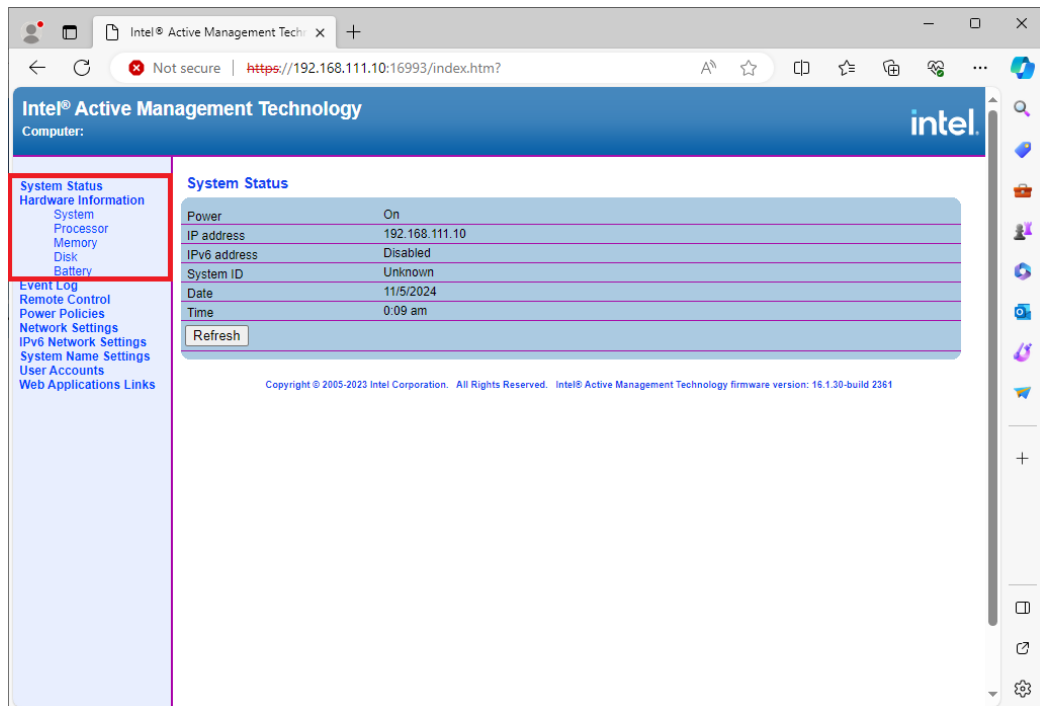 Intel® Active Management Tech
Not secure | https://192.168.111.10:16993/index.htm?
Intel® Active Management Technology
Computer:
intel.
System Status
Hardware Information
System
Processor
Memory
Disk
Battery
Event Log
Remote Control
Power Policies
Network Settings
IPv6 Network Settings
System Name Settings
User Accounts
Web Applications Links
System Status
Power On
IP address 192.168.111.10
IPv6 address Disabled
System ID Unknown
Date 11/5/2024
Time 0:09 am
Refresh
Copyright © 2005-2023 Intel Corporation. All Rights Reserved. Intel® Active Management Technology firmware version: 16.1.30-build 2361